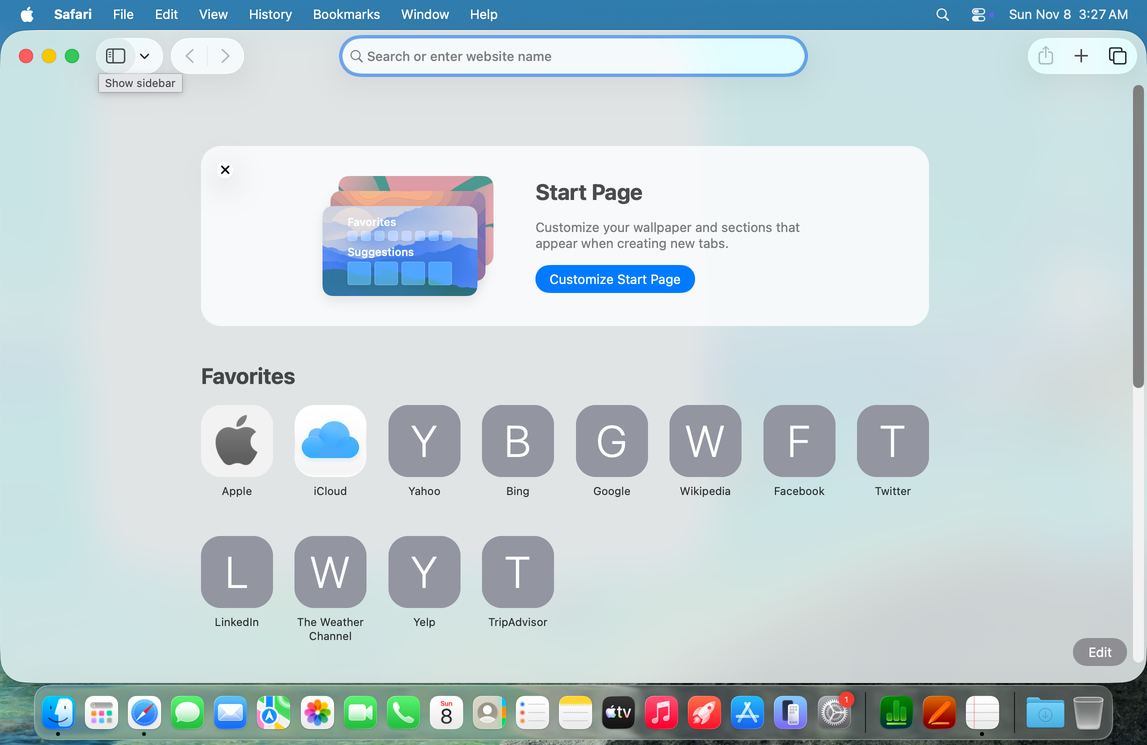 Safari File Edit View History Bookmarks Window Help Sun Nov 8 3:27 AM
Search or enter website name
Show sidebar
Start Page
Customize your wallpaper and sections that
appear when creating new tabs.
Customize Start Page
Favorites
Suggestions
Favorites
Y B G W F T
Apple iCloud Yahoo Bing Google Wikipedia Facebook Twitter
L W Y T
LinkedIn The Weather Channel Yelp TripAdvisor
Edit
Sun
8
tv
1